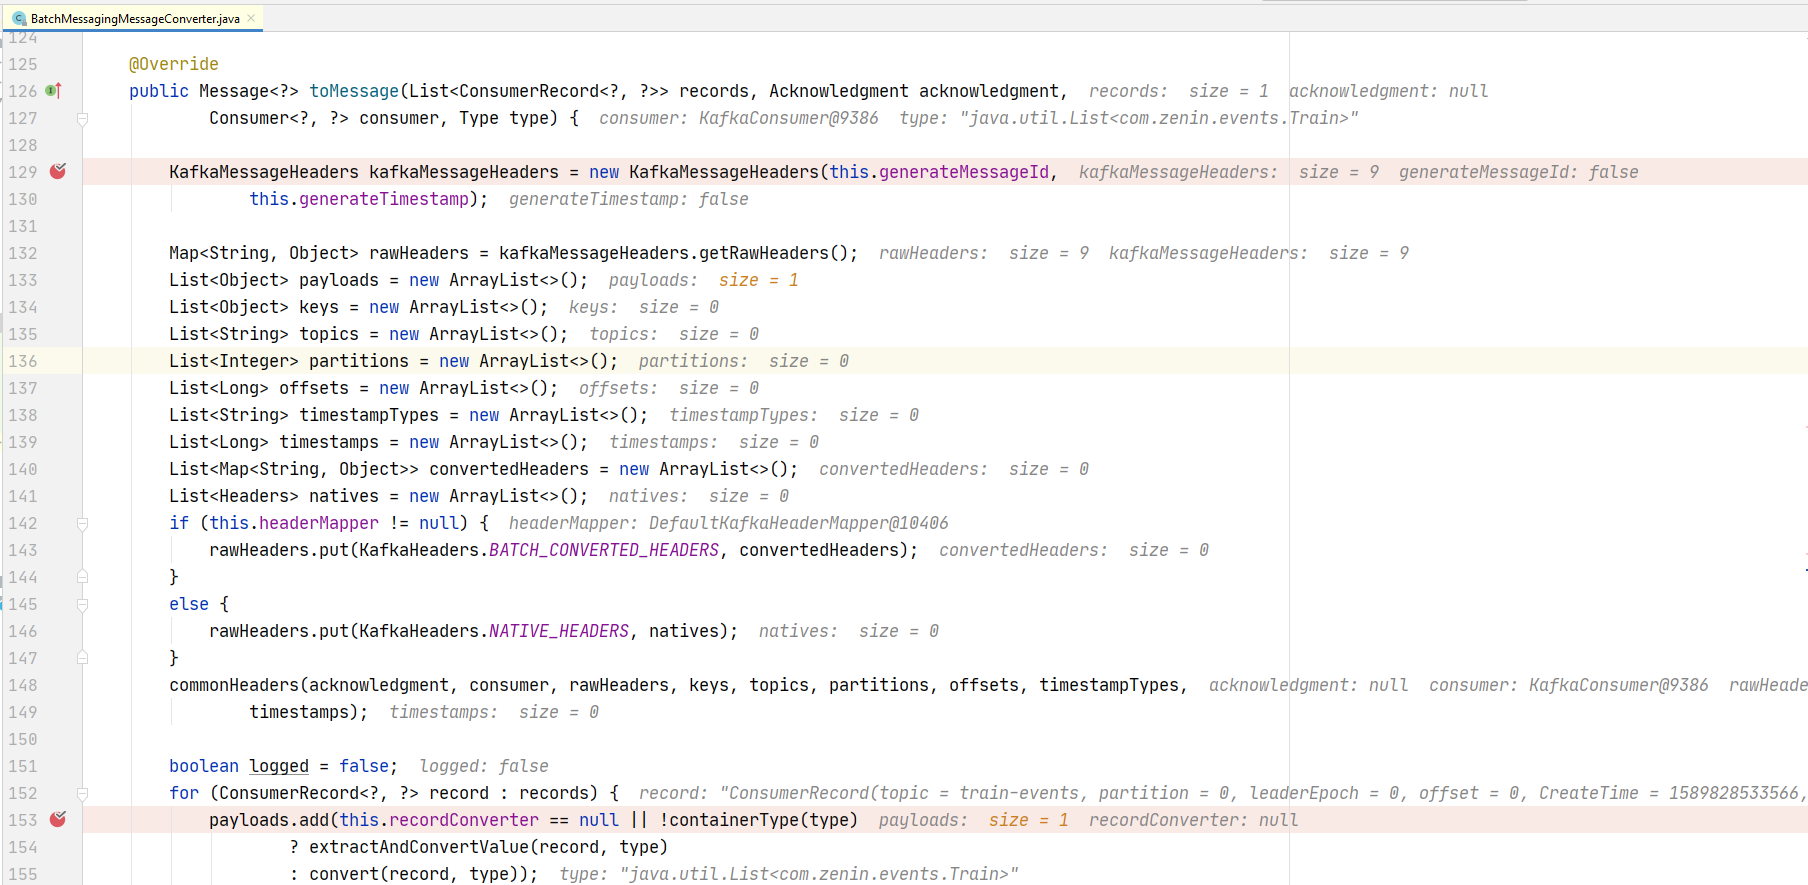 BatchMessagingMessageConverter.java
124
125 @Override
126 public Message<?> toMessage(List<ConsumerRecord<?, ?>> records, Acknowledgment acknowledgment, records: size = 1 acknowledgment: null
127 Consumer<?, ?> consumer, Type type) { consumer: KafkaConsumer@9386 type: "java.util.List<com.zenin.events.Train>"
128
129 KafkaMessageHeaders kafkaMessageHeaders = new KafkaMessageHeaders(this.generateMessageId, kafkaMessageHeaders: size = 9 generateMessageId: false
130 this.generateTimestamp); generateTimestamp: false
131
132 Map<String, Object> rawHeaders = kafkaMessageHeaders.getRawHeaders(); rawHeaders: size = 9 kafkaMessageHeaders: size = 9
133 List<Object> payloads = new ArrayList<>(); payloads: size = 1
134 List<Object> keys = new ArrayList<>(); keys: size = 0
135 List<String> topics = new ArrayList<>(); topics: size = 0
136 List<Integer> partitions = new ArrayList<>(); partitions: size = 0
137 List<Long> offsets = new ArrayList<>(); offsets: size = 0
138 List<String> timestampTypes = new ArrayList<>(); timestampTypes: size = 0
139 List<Long> timestamps = new ArrayList<>(); timestamps: size = 0
140 List<Map<String, Object>> convertedHeaders = new ArrayList<>(); convertedHeaders: size = 0
141 List<Headers> natives = new ArrayList<>(); natives: size = 0
142 if (this.headerMapper != null) { headerMapper: DefaultKafkaHeaderMapper@10406
143 rawHeaders.put(KafkaHeaders.BATCH_CONVERTED_HEADERS, convertedHeaders); convertedHeaders: size = 0
144 }
145 else {
146 rawHeaders.put(KafkaHeaders.NATIVE_HEADERS, natives); natives: size = 0
147 }
148 commonHeaders(acknowledgment, consumer, rawHeaders, keys, topics, partitions, offsets, timestampTypes, acknowledgment: null consumer: KafkaConsumer@9386 rawHeade
149 timestamps); timestamps: size = 0
150
151 boolean logged = false; logged: false
152 for (ConsumerRecord<?, ?> record : records) { record: "ConsumerRecord(topic = train-events, partition = 0, leaderEpoch = 0, offset = 0, CreateTime = 1589828533566,
153 payloads.add(this.recordConverter == null || !containerType(type) payloads: size = 1 recordConverter: null
154 ? extractAndConvertValue(record, type)
155 : convert(record, type)); type: "java.util.List<com.zenin.events.Train>"